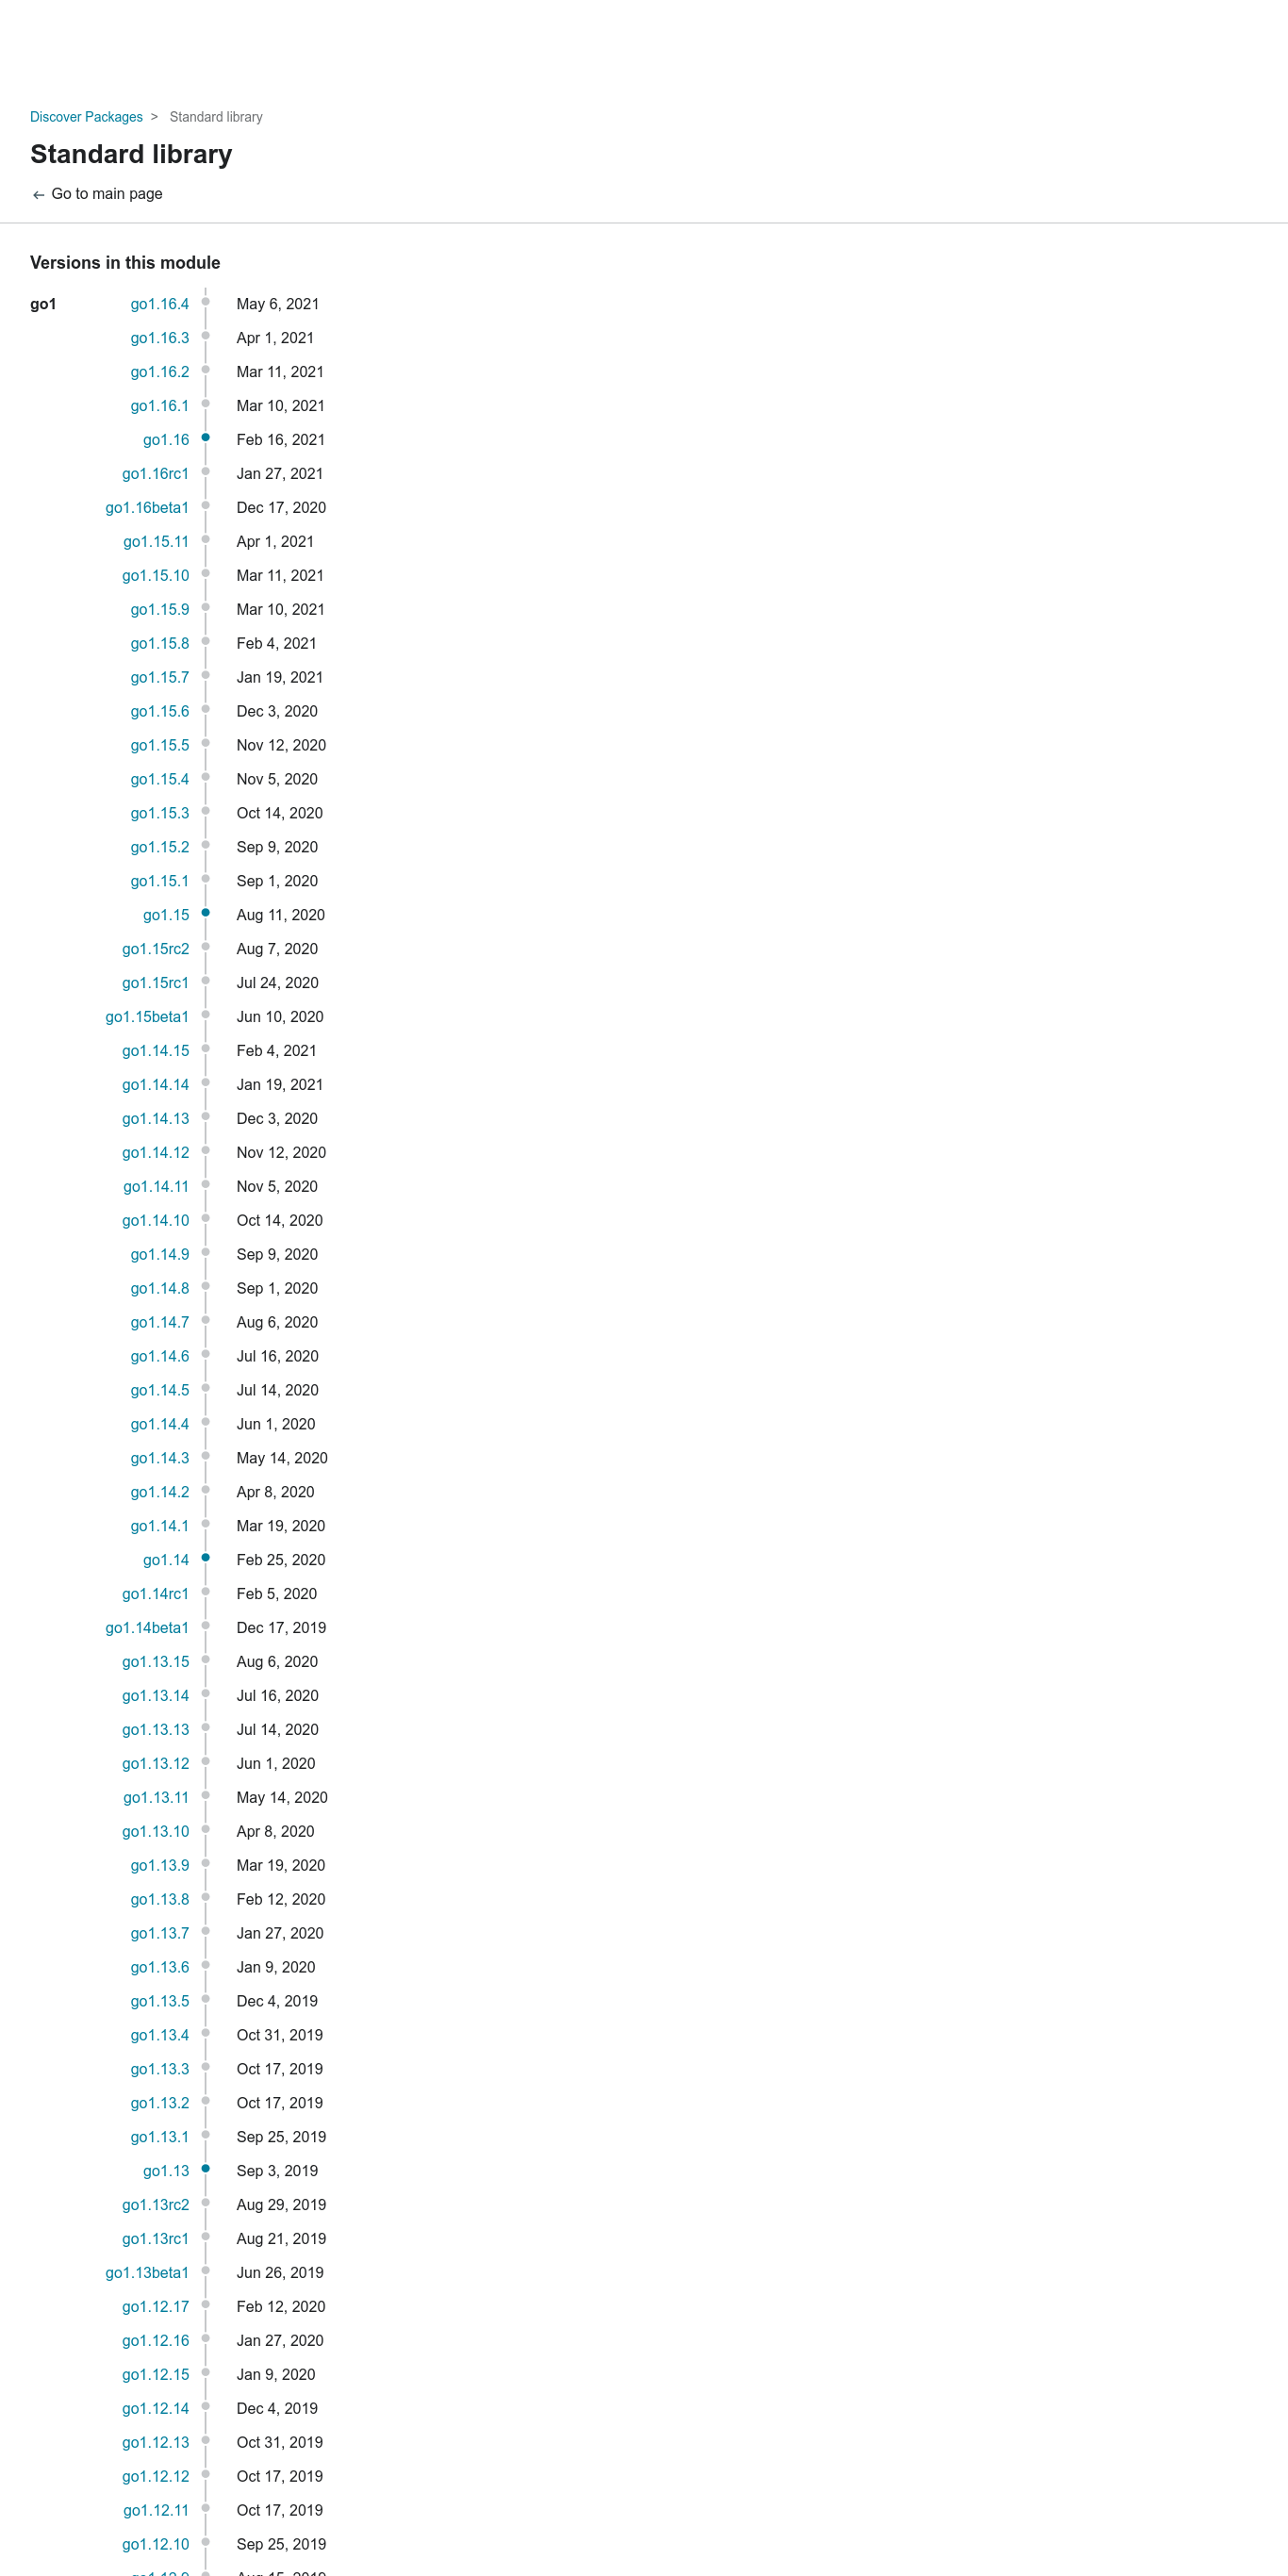 Discover Packages > Standard library
Standard library
← Go to main page
Versions in this module
go1 go1.16.4 May 6, 2021
go1.16.3 Apr 1, 2021
go1.16.2 Mar 11, 2021
go1.16.1 Mar 10, 2021
go1.16 Feb 16, 2021
go1.16rc1 Jan 27, 2021
go1.16beta1 Dec 17, 2020
go1.15.11 Apr 1, 2021
go1.15.10 Mar 11, 2021
go1.15.9 Mar 10, 2021
go1.15.8 Feb 4, 2021
go1.15.7 Jan 19, 2021
go1.15.6 Dec 3, 2020
go1.15.5 Nov 12, 2020
go1.15.4 Nov 5, 2020
go1.15.3 Oct 14, 2020
go1.15.2 Sep 9, 2020
go1.15.1 Sep 1, 2020
go1.15 Aug 11, 2020
go1.15rc2 Aug 7, 2020
go1.15rc1 Jul 24, 2020
go1.15beta1 Jun 10, 2020
go1.14.15 Feb 4, 2021
go1.14.14 Jan 19, 2021
go1.14.13 Dec 3, 2020
go1.14.12 Nov 12, 2020
go1.14.11 Nov 5, 2020
go1.14.10 Oct 14, 2020
go1.14.9 Sep 9, 2020
go1.14.8 Sep 1, 2020
go1.14.7 Aug 6, 2020
go1.14.6 Jul 16, 2020
go1.14.5 Jul 14, 2020
go1.14.4 Jun 1, 2020
go1.14.3 May 14, 2020
go1.14.2 Apr 8, 2020
go1.14.1 Mar 19, 2020
go1.14 Feb 25, 2020
go1.14rc1 Feb 5, 2020
go1.14beta1 Dec 17, 2019
go1.13.15 Aug 6, 2020
go1.13.14 Jul 16, 2020
go1.13.13 Jul 14, 2020
go1.13.12 Jun 1, 2020
go1.13.11 May 14, 2020
go1.13.10 Apr 8, 2020
go1.13.9 Mar 19, 2020
go1.13.8 Feb 12, 2020
go1.13.7 Jan 27, 2020
go1.13.6 Jan 9, 2020
go1.13.5 Dec 4, 2019
go1.13.4 Oct 31, 2019
go1.13.3 Oct 17, 2019
go1.13.2 Oct 17, 2019
go1.13.1 Sep 25, 2019
go1.13 Sep 3, 2019
go1.13rc2 Aug 29, 2019
go1.13rc1 Aug 21, 2019
go1.13beta1 Jun 26, 2019
go1.12.17 Feb 12, 2020
go1.12.16 Jan 27, 2020
go1.12.15 Jan 9, 2020
go1.12.14 Dec 4, 2019
go1.12.13 Oct 31, 2019
go1.12.12 Oct 17, 2019
go1.12.11 Oct 17, 2019
go1.12.10 Sep 25, 2019